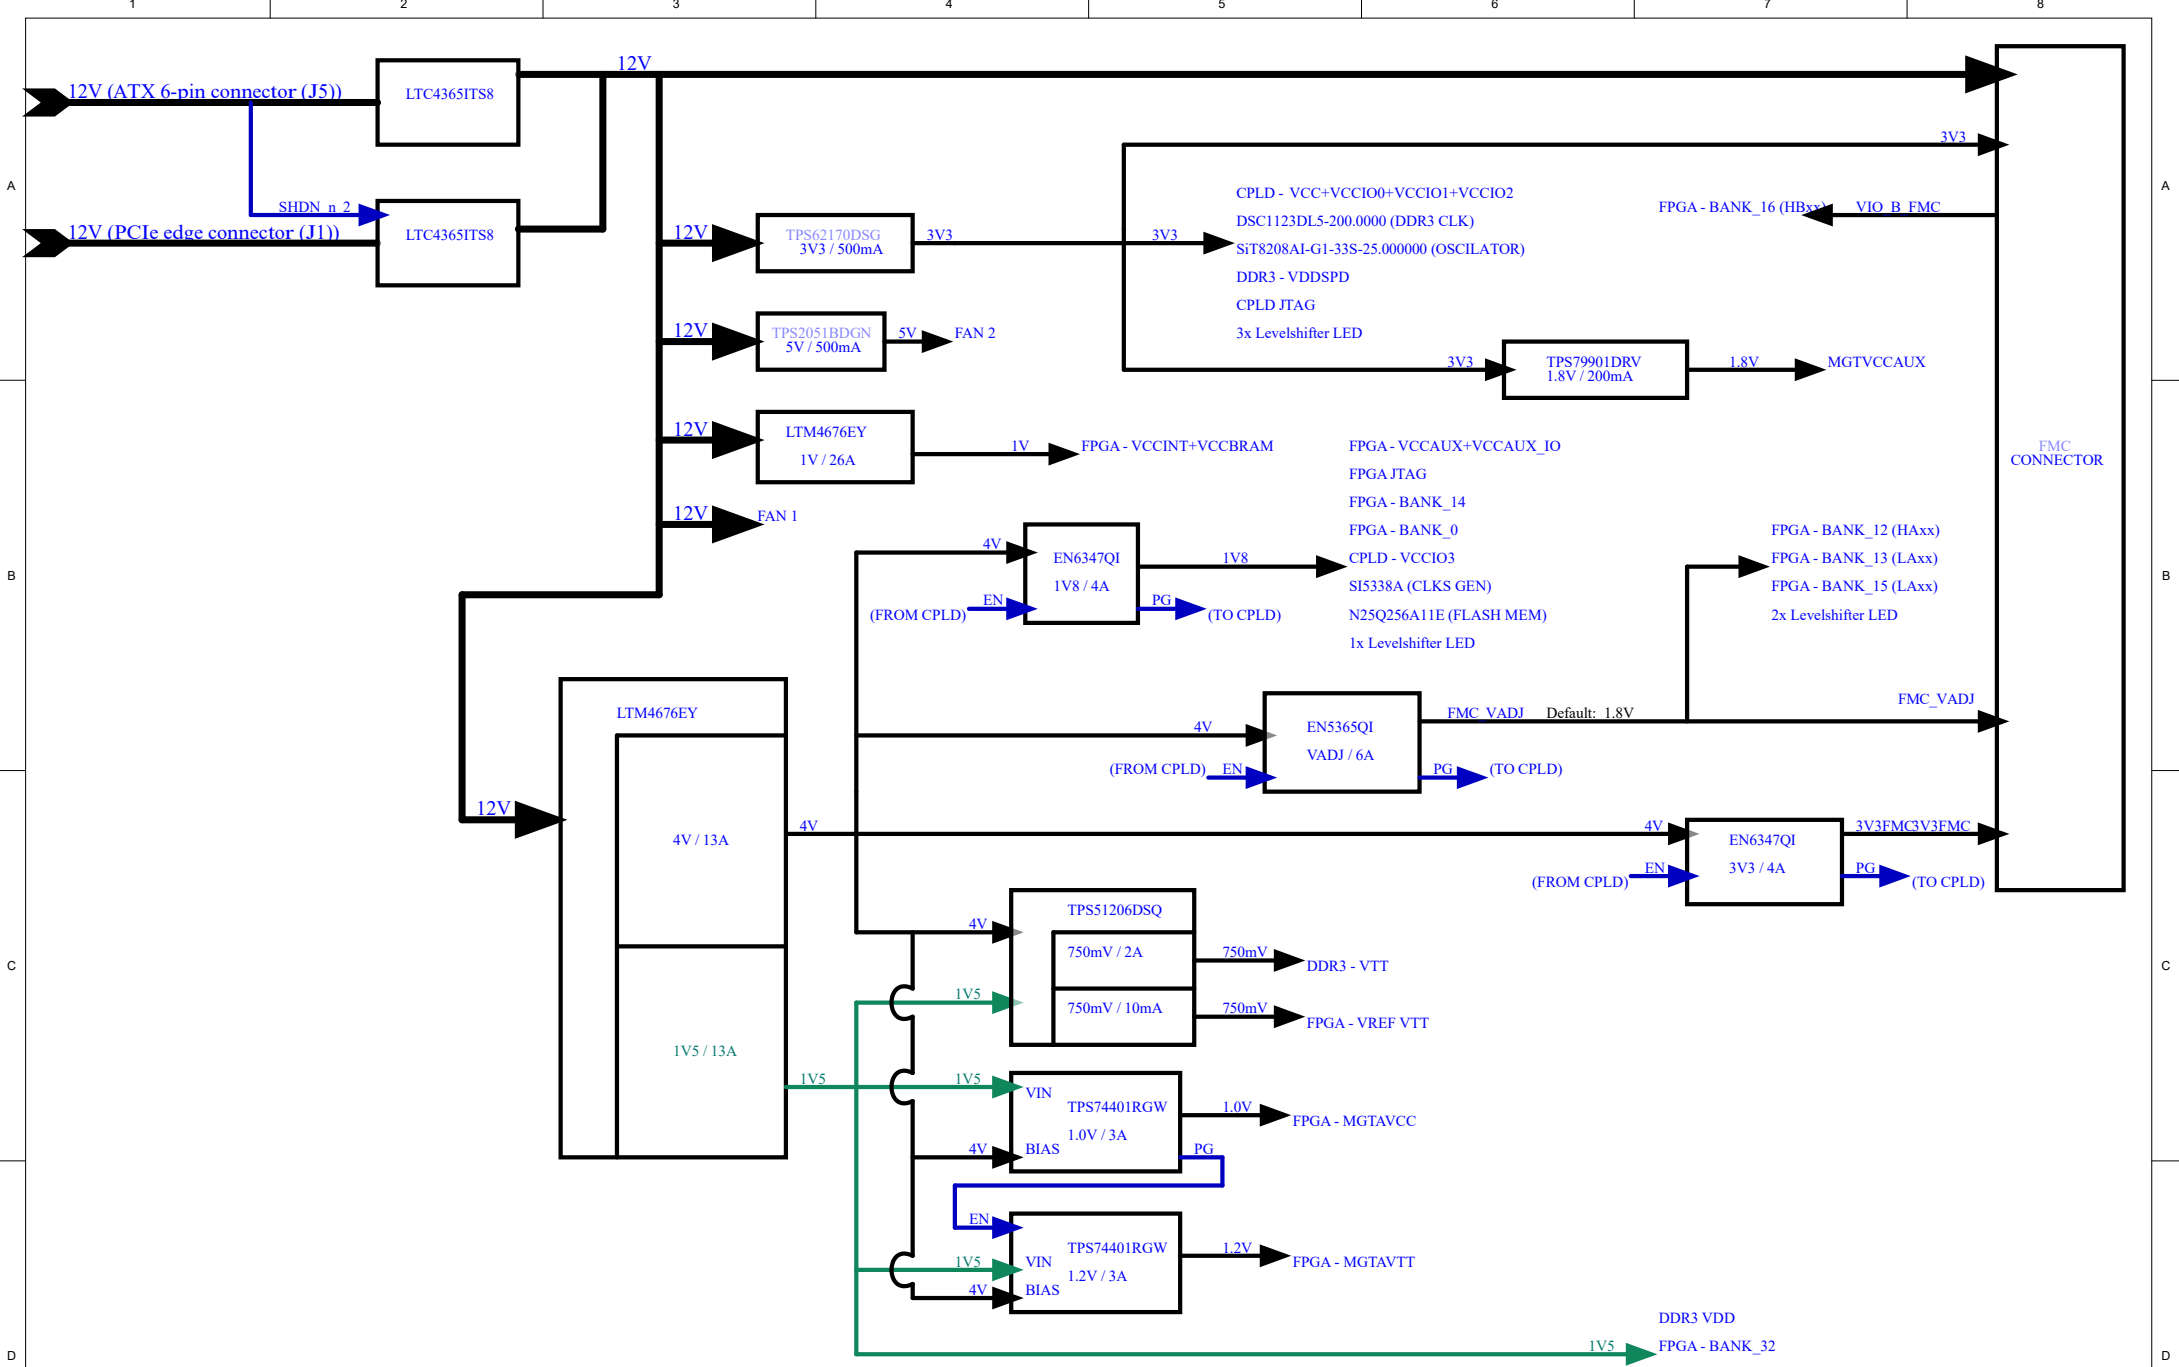 1 2 3 4 5 6 7 8
A A
B B
C C
D D
12V (ATX 6-pin connector (J5))
LTC4365ITS8
12V
SHDN_n_2
12V (PCIe edge connector (J1))
LTC4365ITS8
3V3
12V
TPS62170DSG
3V3 / 500mA
3V3
3V3
CPLD - VCC+VCCIO0+VCCIO1+VCCIO2
DSC1123DL5-200.0000 (DDR3 CLK)
SiT8208AI-G1-33S-25.000000 (OSCILATOR)
DDR3 - VDDSPD
CPLD JTAG
3x Levelshifter LED
FPGA - BANK_16 (HBxx)
VIO_B_FMC
12V
TPS2051BDGN
5V / 500mA
5V
FAN 2
3V3
TPS79901DRV
1.8V / 200mA
1.8V
MGTVCCAUX
12V
LTM4676EY
1V / 26A
1V
FPGA - VCCINT+VCCBRAM
FMC
CONNECTOR
12V
FAN 1
4V
EN6347QI
1V8 / 4A
(FROM CPLD)
EN
PG
(TO CPLD)
1V8
FPGA - VCCAUX+VCCAUX_IO
FPGA JTAG
FPGA - BANK_14
FPGA - BANK_0
CPLD - VCCIO3
SI5338A (CLKS GEN)
N25Q256A11E (FLASH MEM)
1x Levelshifter LED
FPGA - BANK_12 (HAxx)
FPGA - BANK_13 (LAxx)
FPGA - BANK_15 (LAxx)
2x Levelshifter LED
4V
EN5365QI
VADJ / 6A
(FROM CPLD)
EN
PG
(TO CPLD)
FMC_VADJ
Default: 1.8V
FMC_VADJ
12V
LTM4676EY
4V / 13A
1V5 / 13A
4V
4V
EN6347QI
3V3 / 4A
(FROM CPLD)
EN
PG
(TO CPLD)
3V3FMC
3V3FMC
4V
1V5
TPS51206DSQ
750mV / 2A
750mV / 10mA
750mV
DDR3 - VTT
750mV
FPGA - VREF VTT
1V5
1V5
VIN
TPS74401RGW
1.0V / 3A
4V
BIAS
1.0V
FPGA - MGTAVCC
PG
EN
TPS74401RGW
1V5
VIN
1.2V / 3A
4V
BIAS
1.2V
FPGA - MGTAVTT
1V5
DDR3 VDD
FPGA - BANK_32